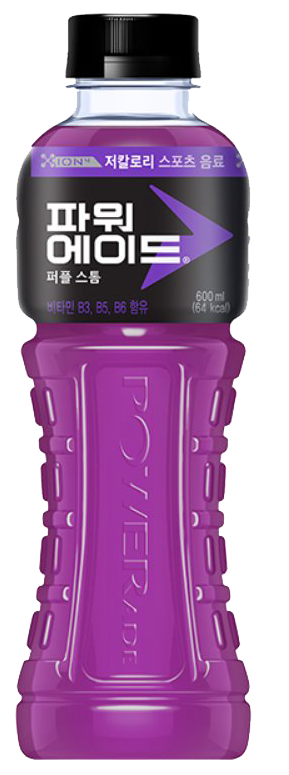 XION⁴ 저칼로리 스포츠 음료
파워
에이드®
퍼플 스톰
비타민 B3, B5, B6 함유
600 ml
(64 kcal)
POWERADE